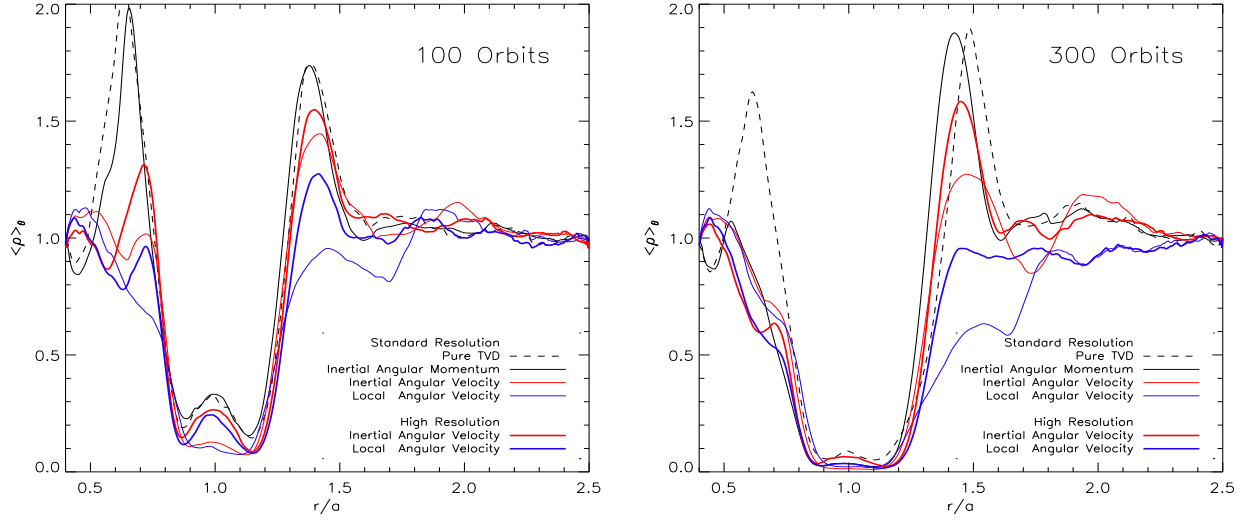 2.0
1.5
1.0
0.5
0.0
<ρ>θ
100 Orbits
Standard Resolution
Pure TVD
Inertial Angular Momentum
Inertial Angular Velocity
Local Angular Velocity
High Resolution
Inertial Angular Velocity
Local Angular Velocity
0.5 1.0 1.5 2.0 2.5
r/a
2.0
1.5
1.0
0.5
0.0
<ρ>θ
300 Orbits
Standard Resolution
Pure TVD
Inertial Angular Momentum
Inertial Angular Velocity
Local Angular Velocity
High Resolution
Inertial Angular Velocity
Local Angular Velocity
0.5 1.0 1.5 2.0 2.5
r/a